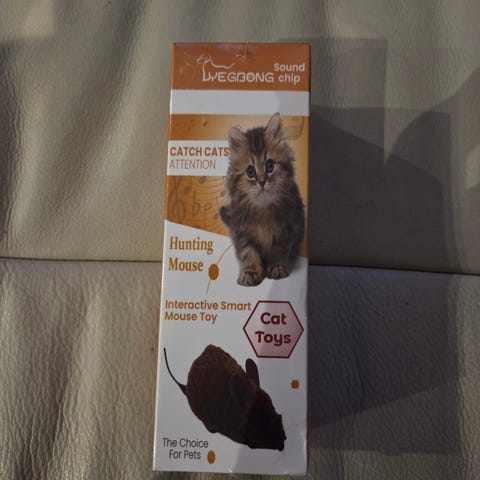 YEGBONG
Sound
chip
CATCH CATS
ATTENTION
Hunting
Mouse
Interactive Smart
Mouse Toy
Cat
Toys
The Choice
For Pets